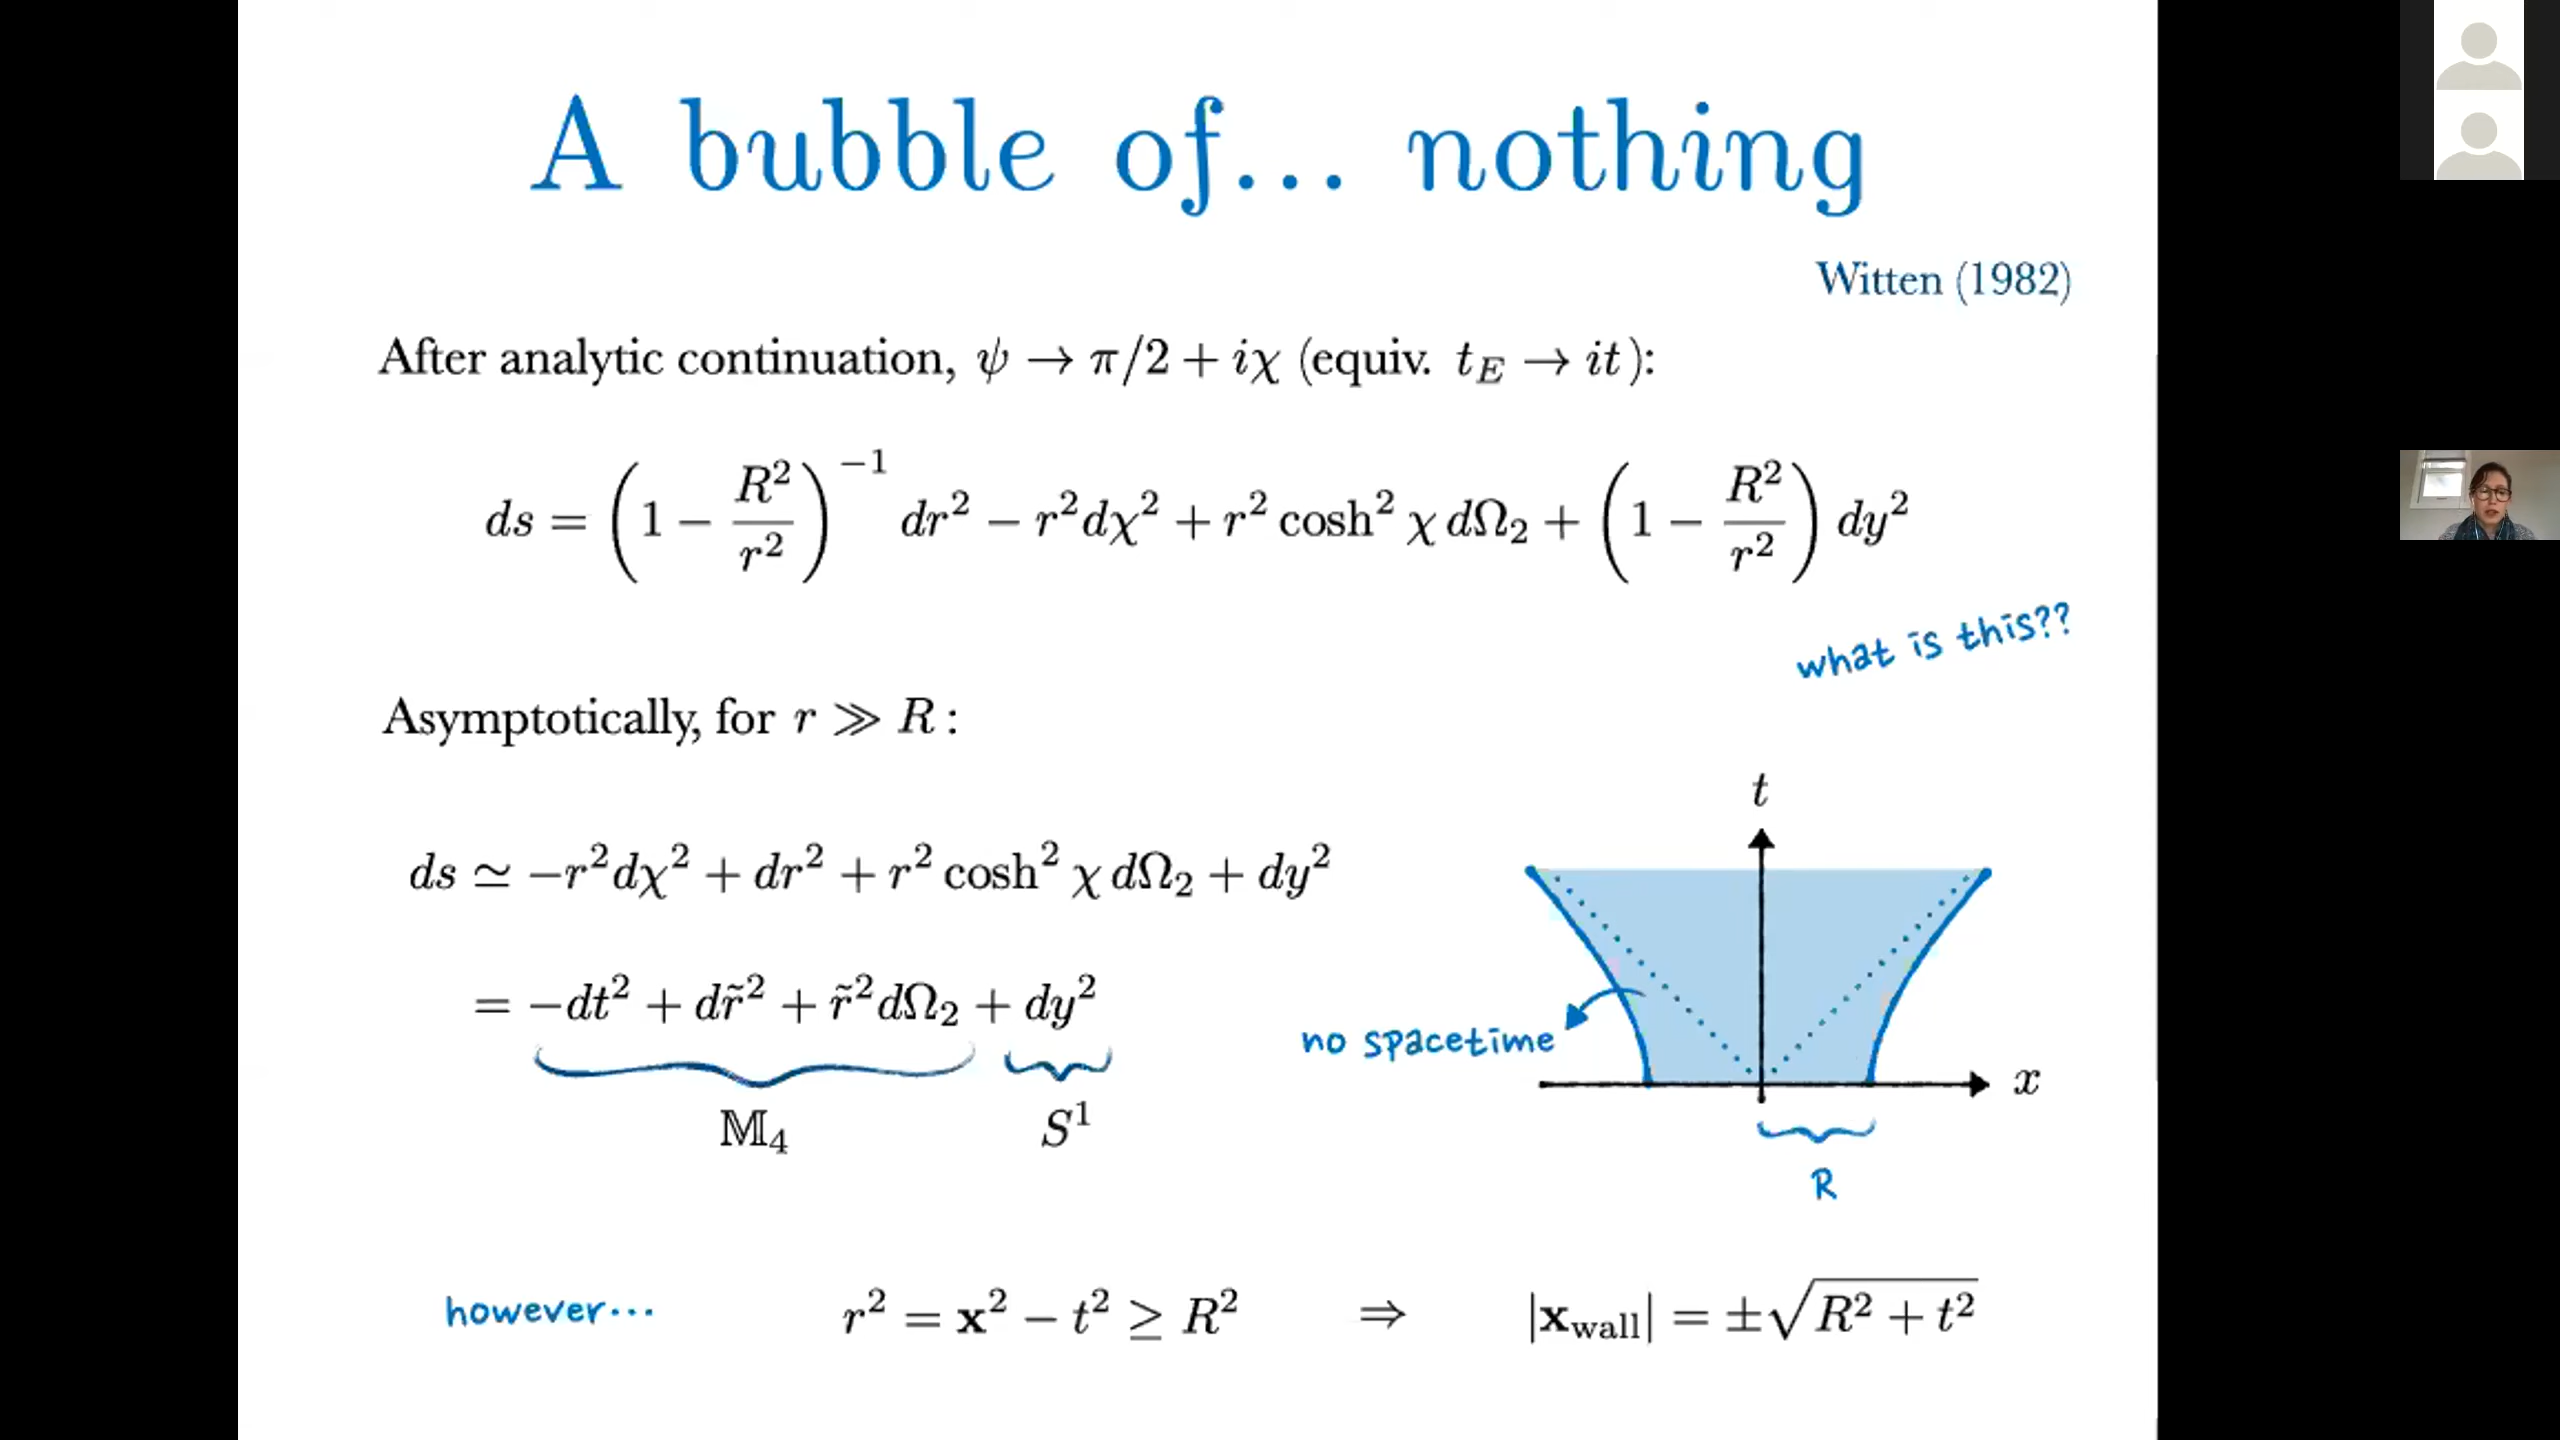 A bubble of... nothing
Witten (1982)
After analytic continuation, ψ → π/2 + iχ (equiv. t_E → it):
ds = (1 − R²/r²)⁻¹ dr² − r²dχ² + r² cosh² χ dΩ₂ + (1 − R²/r²) dy²
what is this??
Asymptotically, for r ≫ R:
ds ≃ −r²dχ² + dr² + r² cosh² χ dΩ₂ + dy²
= −dt² + dr̃² + r̃²dΩ₂ + dy²
𝕄₄ S¹
t
no spacetime
x
R
however... r² = 𝐱² − t² ≥ R² ⇒ |𝐱_wall| = ±√(R² + t²)